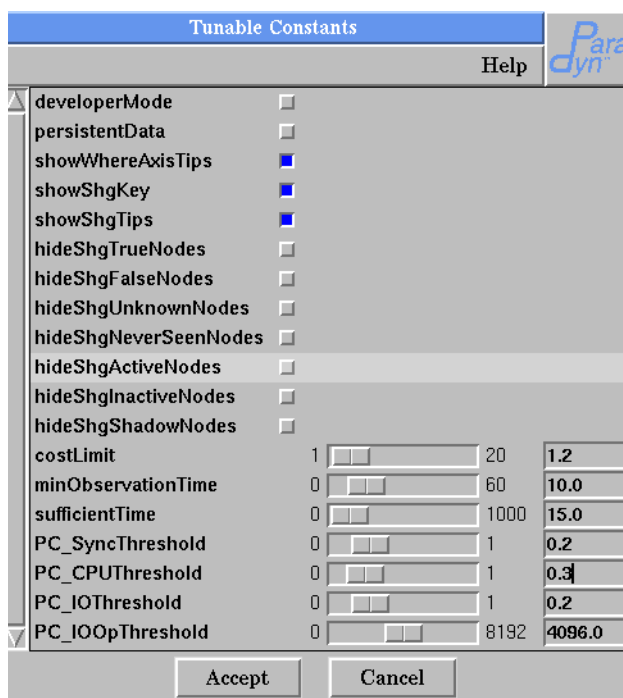 Tunable Constants
Help
Para
dyn™
developerMode
persistentData
showWhereAxisTips
showShgKey
showShgTips
hideShgTrueNodes
hideShgFalseNodes
hideShgUnknownNodes
hideShgNeverSeenNodes
hideShgActiveNodes
hideShgInactiveNodes
hideShgShadowNodes
costLimit 1 20 1.2
minObservationTime 0 60 10.0
sufficientTime 0 1000 15.0
PC_SyncThreshold 0 1 0.2
PC_CPUThreshold 0 1 0.3
PC_IOThreshold 0 1 0.2
PC_IOOpThreshold 0 8192 4096.0
Accept Cancel